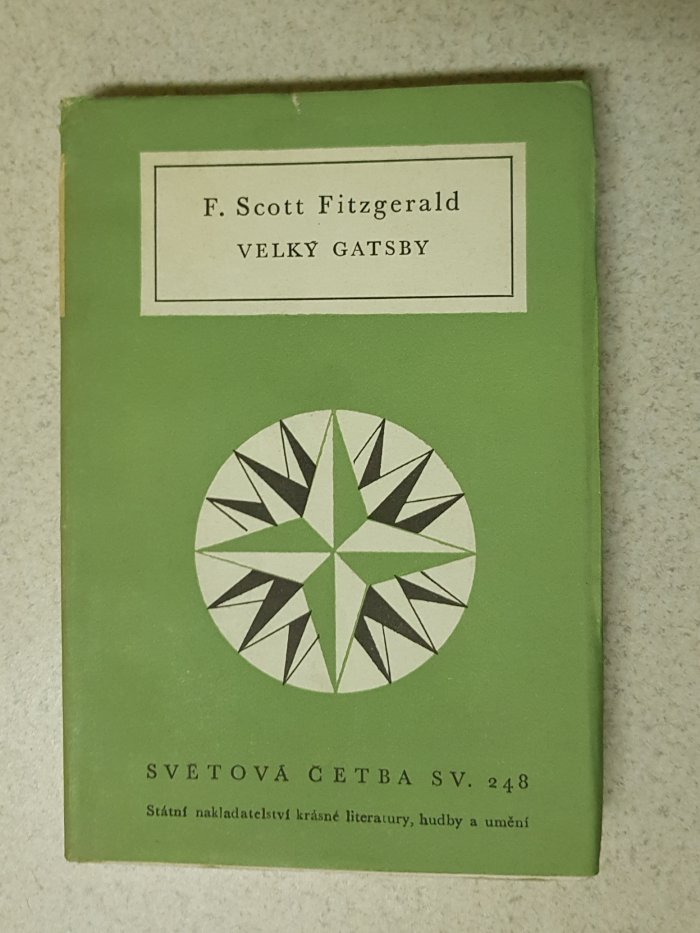 F. Scott Fitzgerald
VELKÝ GATSBY
SVĚTOVÁ ČETBA SV. 248
Státní nakladatelství krásné literatury, hudby a umění